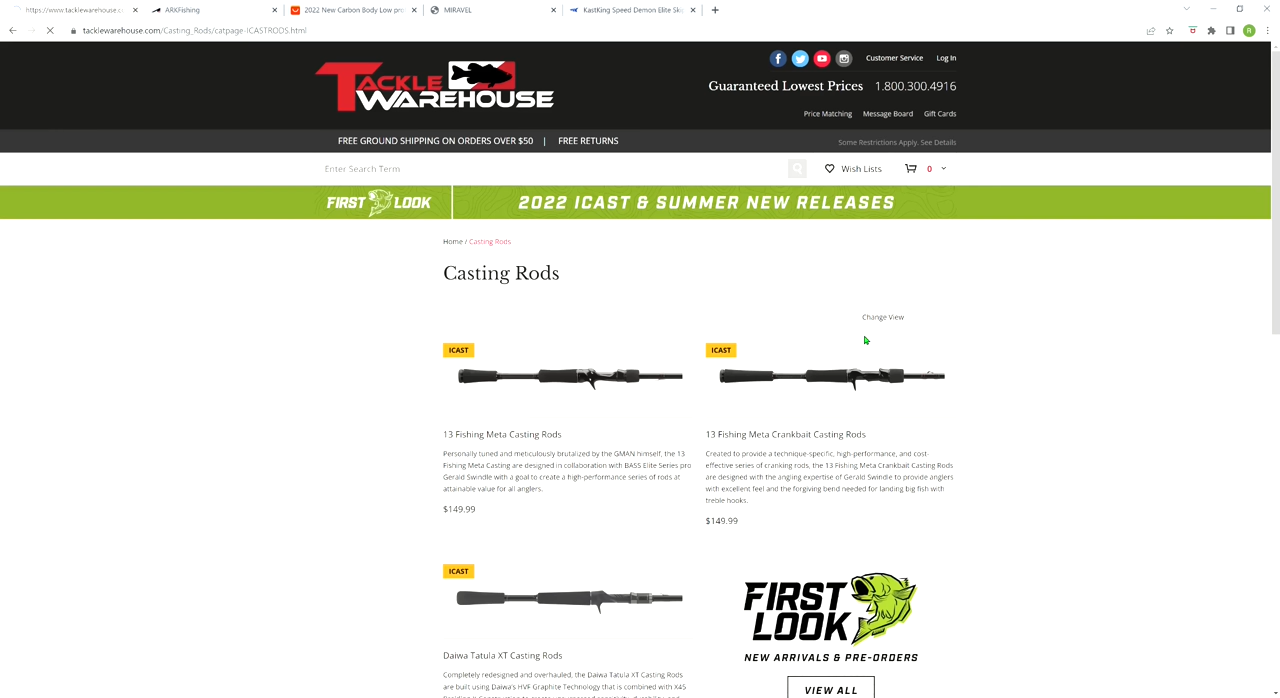 https://www.tacklewarehouse.c
ARKFishing
2022 New Carbon Body Low pro
MIRAVEL
KastKing Speed Demon Elite Ski
tacklewarehouse.com/Casting_Rods/catpage-ICASTRODS.html
R
Customer Service
Log In
TACKLE
WAREHOUSE
Guaranteed Lowest Prices
1.800.300.4916
Price Matching
Message Board
Gift Cards
FREE GROUND SHIPPING ON ORDERS OVER $50 | FREE RETURNS
Some Restrictions Apply. See Details
Enter Search Term
Wish Lists
0
FIRST LOOK
2022 ICAST & SUMMER NEW RELEASES
Home / Casting Rods
Casting Rods
Change View
ICAST
13 Fishing Meta Casting Rods
Personally tuned and meticulously brutalized by the GMAN himself, the 13
Fishing Meta Casting are designed in collaboration with BASS Elite Series pro
Gerald Swindle with a goal to create a high-performance series of rods at
attainable value for all anglers.
$149.99
ICAST
13 Fishing Meta Crankbait Casting Rods
Created to provide a technique-specific, high-performance, and cost-
effective series of cranking rods, the 13 Fishing Meta Crankbait Casting Rods
are designed with the angling expertise of Gerald Swindle to provide anglers
with excellent feel and the forgiving bend needed for landing big fish with
treble hooks.
$149.99
ICAST
Daiwa Tatula XT Casting Rods
Completely redesigned and overhauled, the Daiwa Tatula XT Casting Rods
are built using Daiwa's HVF Graphite Technology that is combined with X45
FIRST
LOOK
NEW ARRIVALS & PRE-ORDERS
VIEW ALL